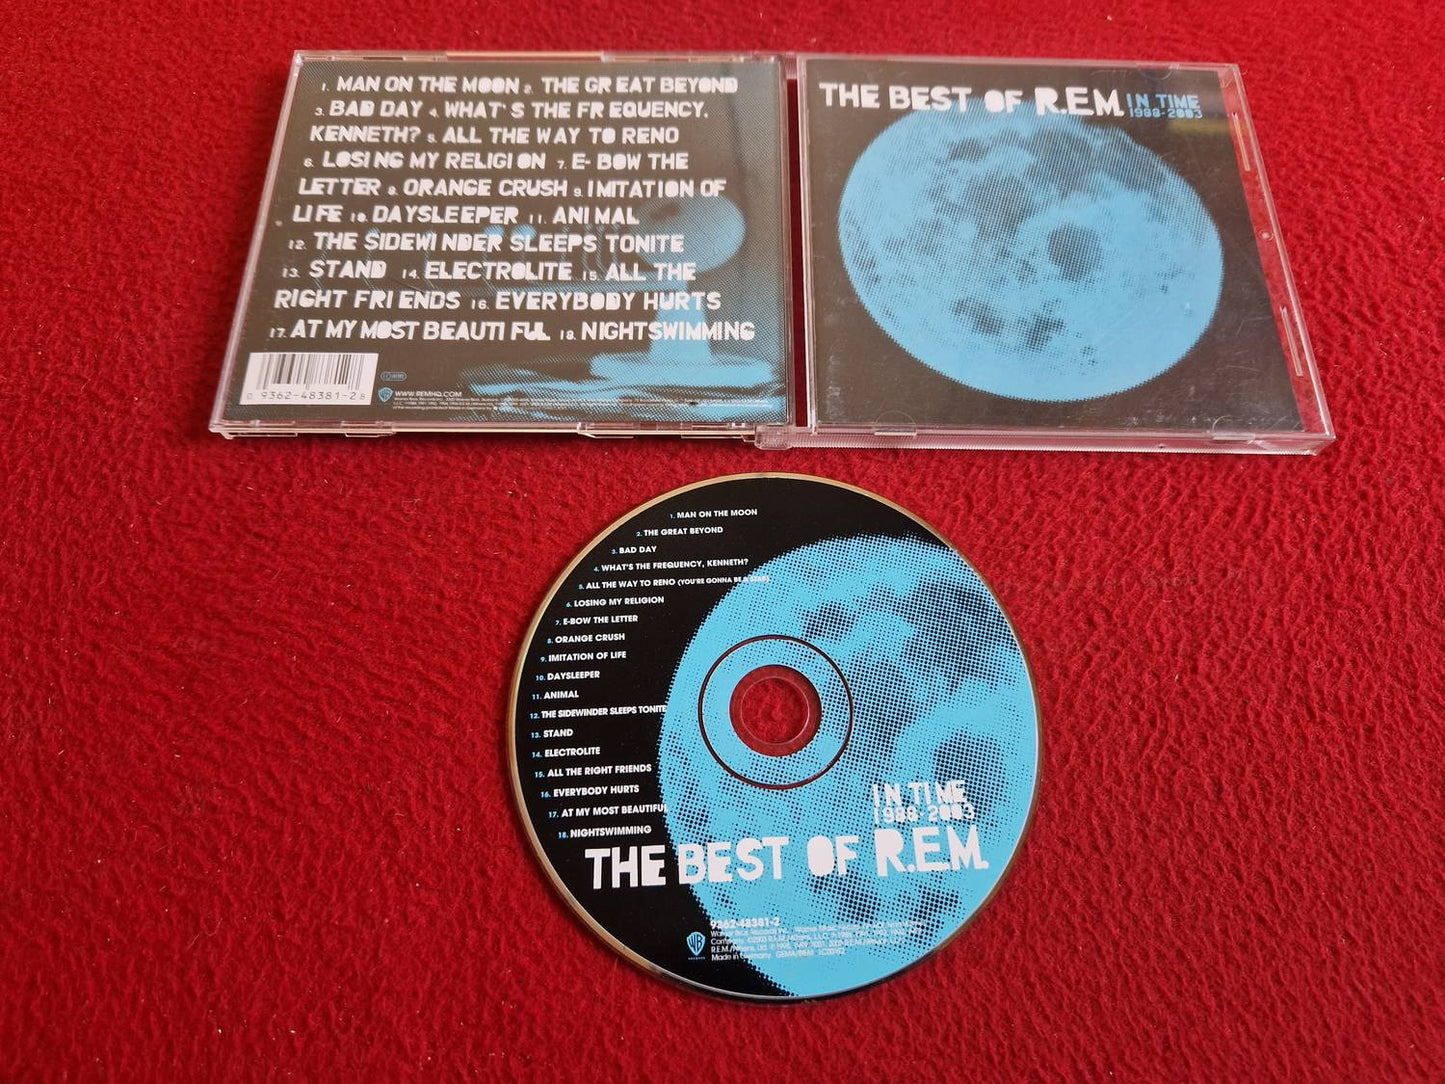 1. MAN ON THE MOON 2. THE GREAT BEYOND
3. BAD DAY 4. WHAT'S THE FREQUENCY,
KENNETH? 5. ALL THE WAY TO RENO
6. LOSING MY RELIGION 7. E-BOW THE
LETTER 8. ORANGE CRUSH 9. IMITATION OF
LIFE 10. DAYSLEEPER 11. ANIMAL
12. THE SIDEWINDER SLEEPS TONITE
13. STAND 14. ELECTROLITE 15. ALL THE
RIGHT FRIENDS 16. EVERYBODY HURTS
17. AT MY MOST BEAUTIFUL 18. NIGHTSWIMMING
0 9362-48381-2 8
WWW.REMHQ.COM
THE BEST OF R.E.M. IN TIME
1988-2003
1. MAN ON THE MOON
2. THE GREAT BEYOND
3. BAD DAY
4. WHAT'S THE FREQUENCY, KENNETH?
5. ALL THE WAY TO RENO (YOU'RE GONNA BE A STAR)
6. LOSING MY RELIGION
7. E-BOW THE LETTER
8. ORANGE CRUSH
9. IMITATION OF LIFE
10. DAYSLEEPER
11. ANIMAL
12. THE SIDEWINDER SLEEPS TONITE
13. STAND
14. ELECTROLITE
15. ALL THE RIGHT FRIENDS
16. EVERYBODY HURTS
17. AT MY MOST BEAUTIFUL
18. NIGHTSWIMMING
IN TIME
1988-2003
THE BEST OF R.E.M.
9362-48381-2
Warner Bros. Records Inc.
Made in Germany. GEMA/BIEM